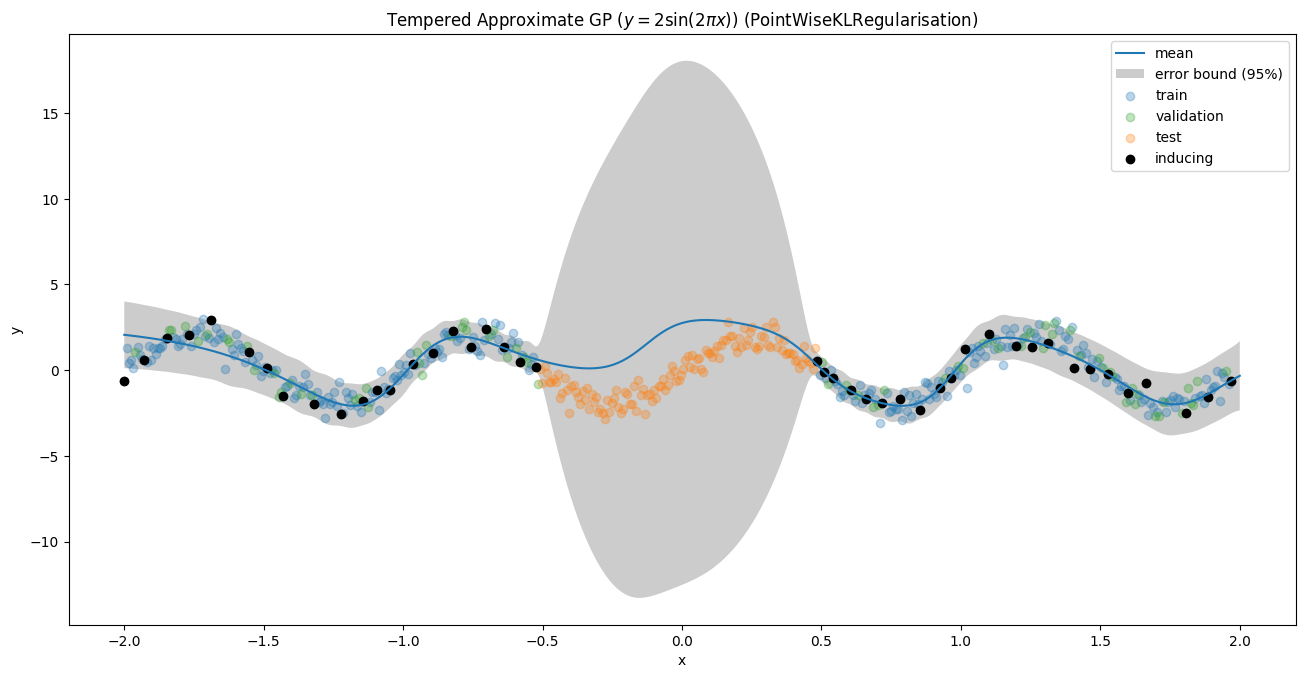 Tempered Approximate GP (y = 2sin(2πx)) (PointWiseKLRegularisation)
mean
error bound (95%)
train
validation
test
inducing
15
10
5
0
−5
−10
y
−2.0 −1.5 −1.0 −0.5 0.0 0.5 1.0 1.5 2.0
x